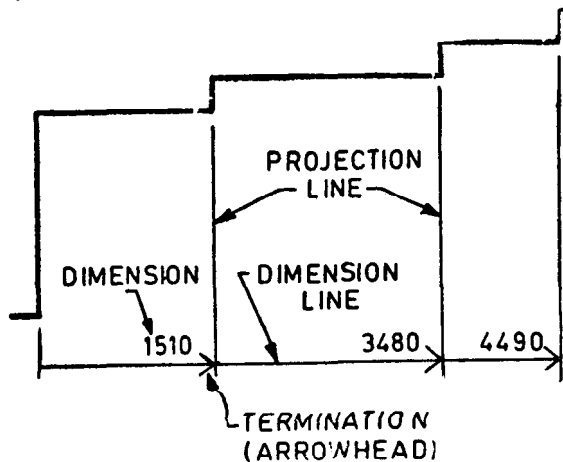 PROJECTION
LINE
DIMENSION
DIMENSION
LINE
1510
3480
4490
TERMINATION
(ARROWHEAD)